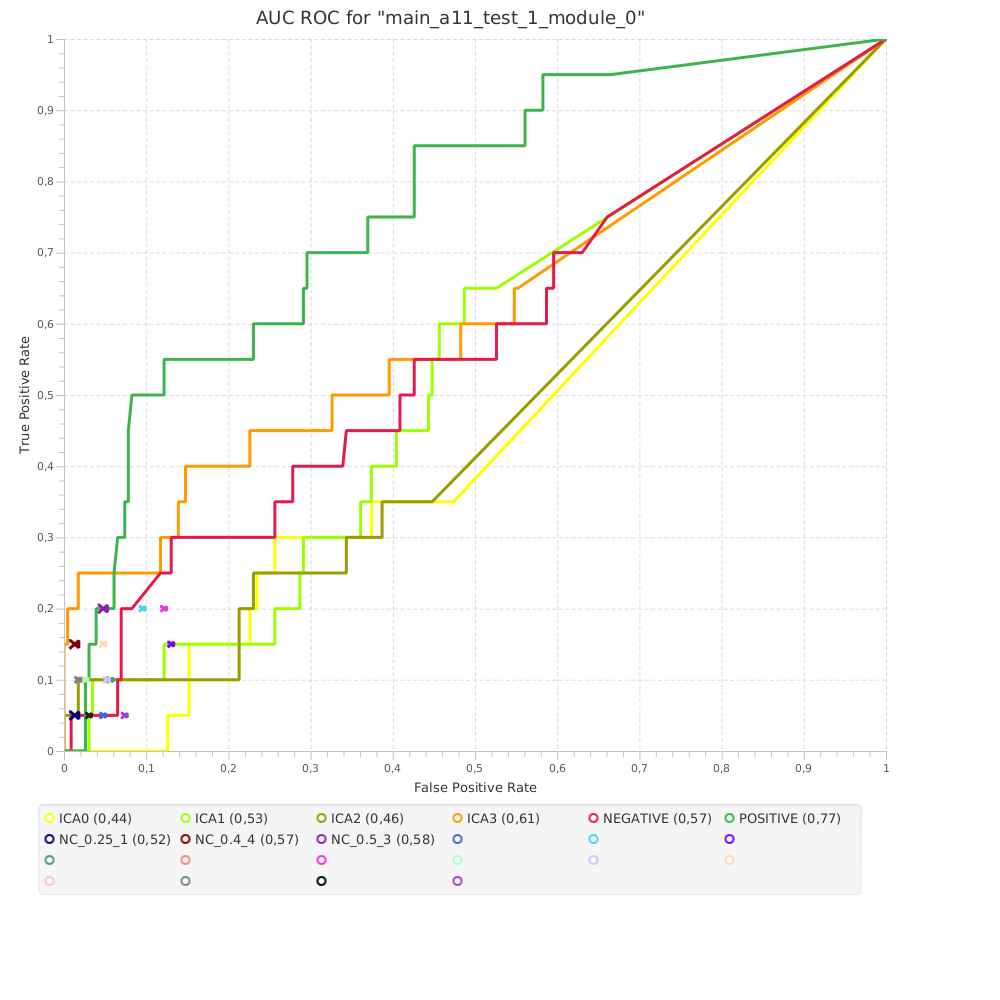 AUC ROC for "main_a11_test_1_module_0"
1
0,9
0,8
0,7
0,6
0,5
0,4
0,3
0,2
0,1
0
True Positive Rate
0 0,1 0,2 0,3 0,4 0,5 0,6 0,7 0,8 0,9 1
False Positive Rate
ICA0 (0,44) ICA1 (0,53) ICA2 (0,46) ICA3 (0,61) NEGATIVE (0,57) POSITIVE (0,77)
NC_0.25_1 (0,52) NC_0.4_4 (0,57) NC_0.5_3 (0,58)